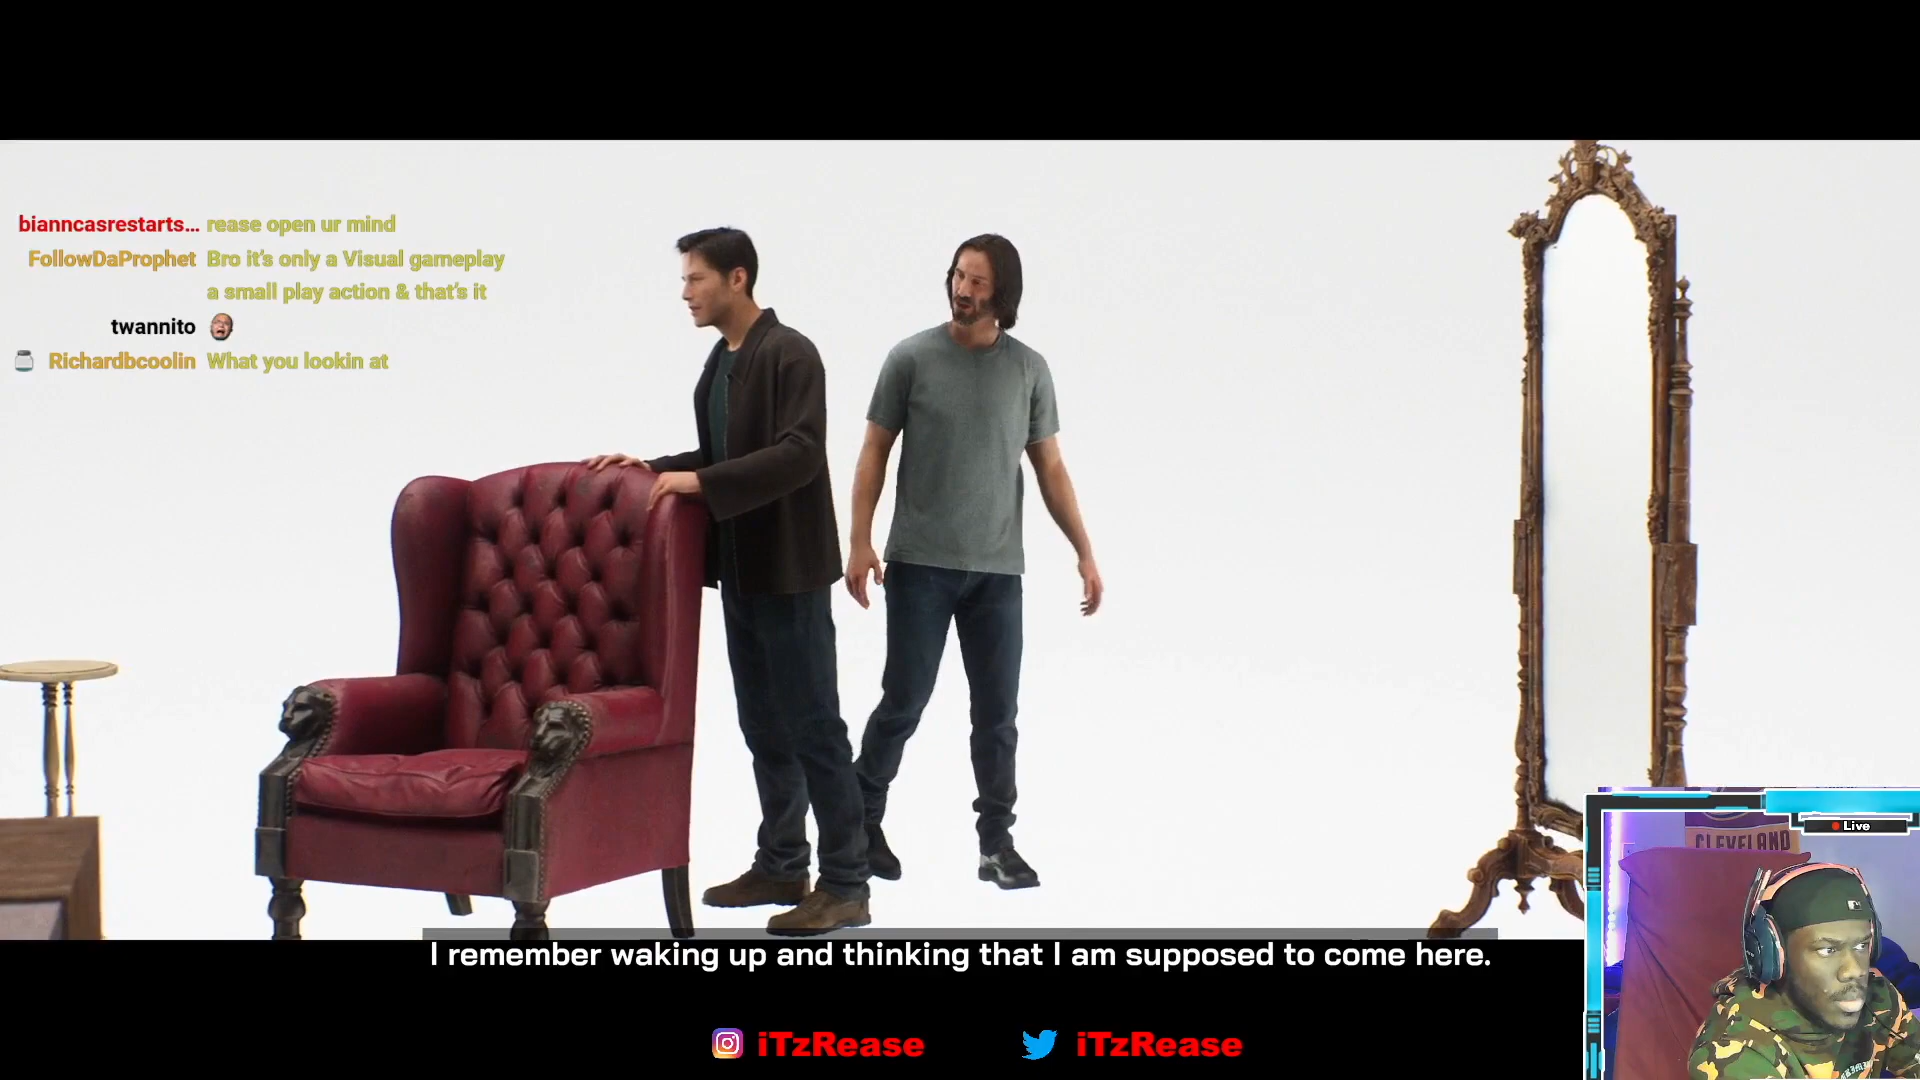 bianncasrestarts... rease open ur mind
FollowDaProphet Bro it's only a Visual gameplay
a small play action & that's it
twannito
Richardbcoolin What you lookin at
Live
CLEVELAND
I remember waking up and thinking that I am supposed to come here.
iTzRease iTzRease